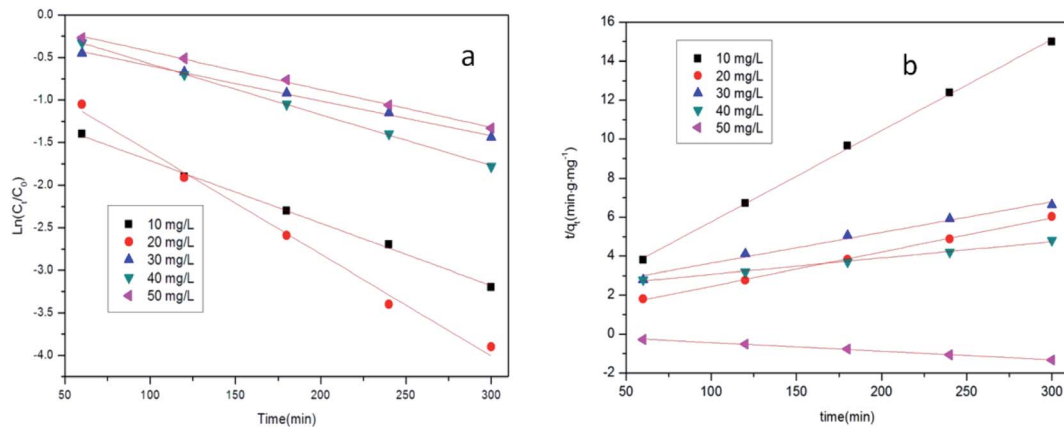 a
Ln(Cₜ/C₀)
0.0
-0.5
-1.0
-1.5
-2.0
-2.5
-3.0
-3.5
-4.0
10 mg/L
20 mg/L
30 mg/L
40 mg/L
50 mg/L
50 100 150 200 250 300
Time(min)
b
t/qₜ(min·g·mg⁻¹)
16
14
12
10
8
6
4
2
0
-2
10 mg/L
20 mg/L
30 mg/L
40 mg/L
50 mg/L
50 100 150 200 250 300
time(min)